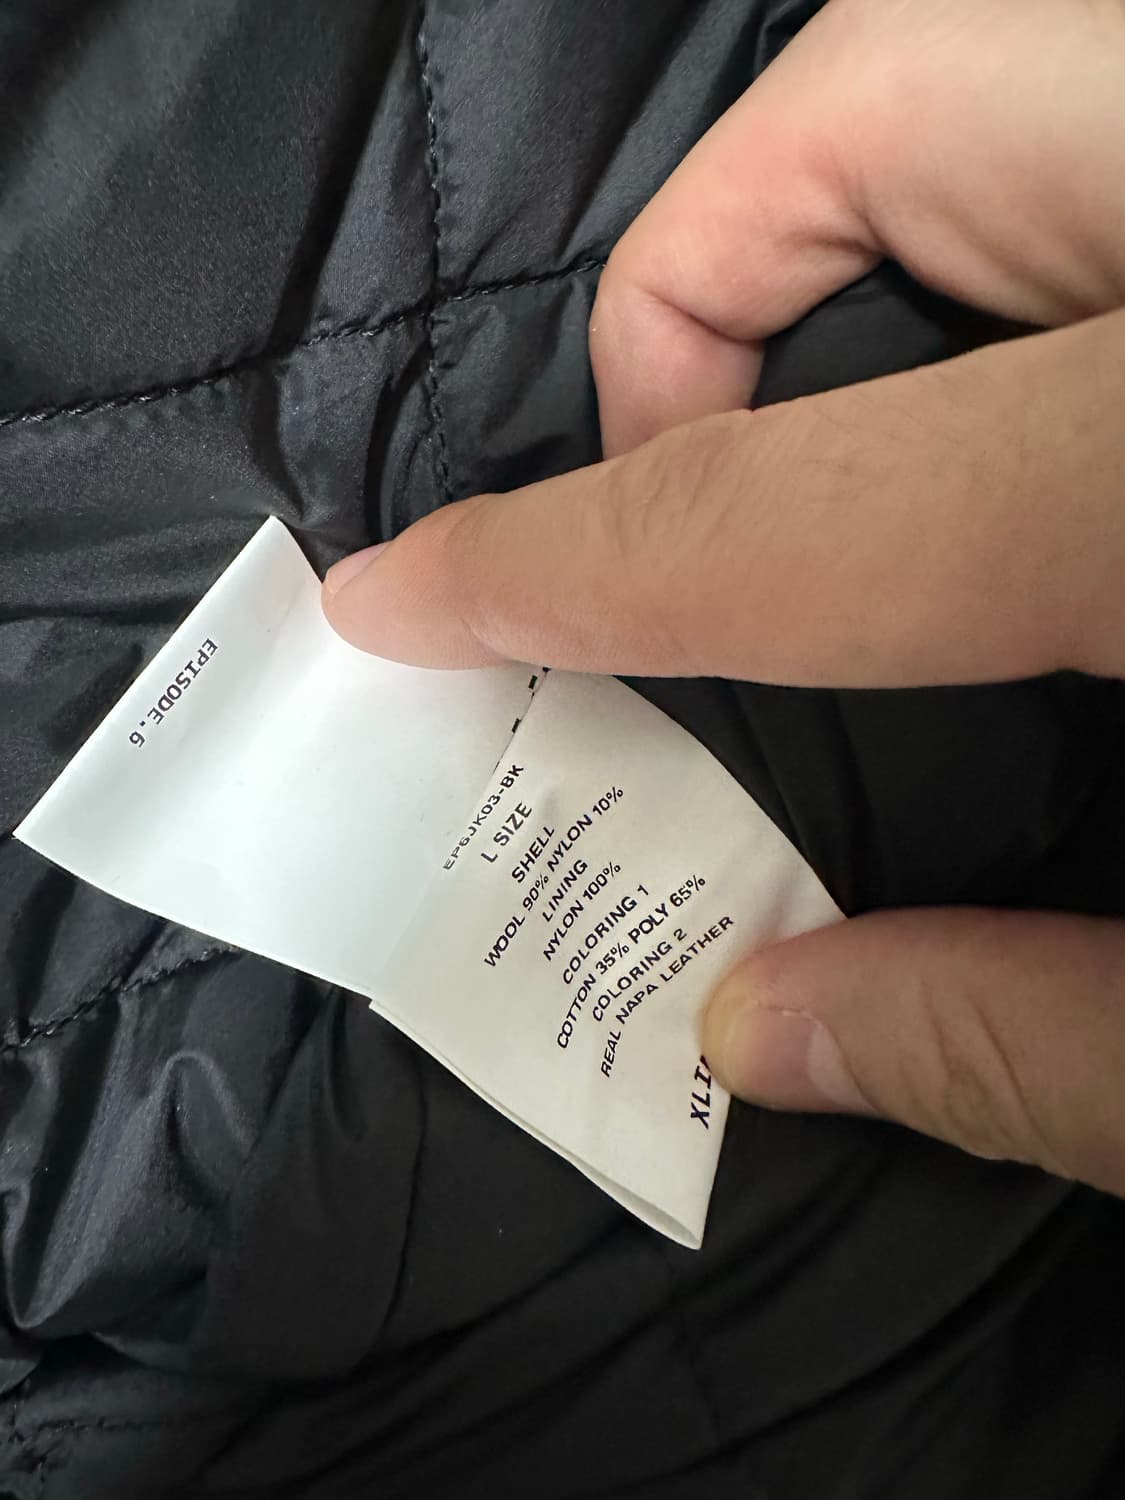 EPISODE.6
EP6JK03-BK
L SIZE
SHELL
WOOL 90% NYLON 10%
LINING
NYLON 100%
COLORING 1
COTTON 35% POLY 65%
COLORING 2
REAL NAPA LEATHER